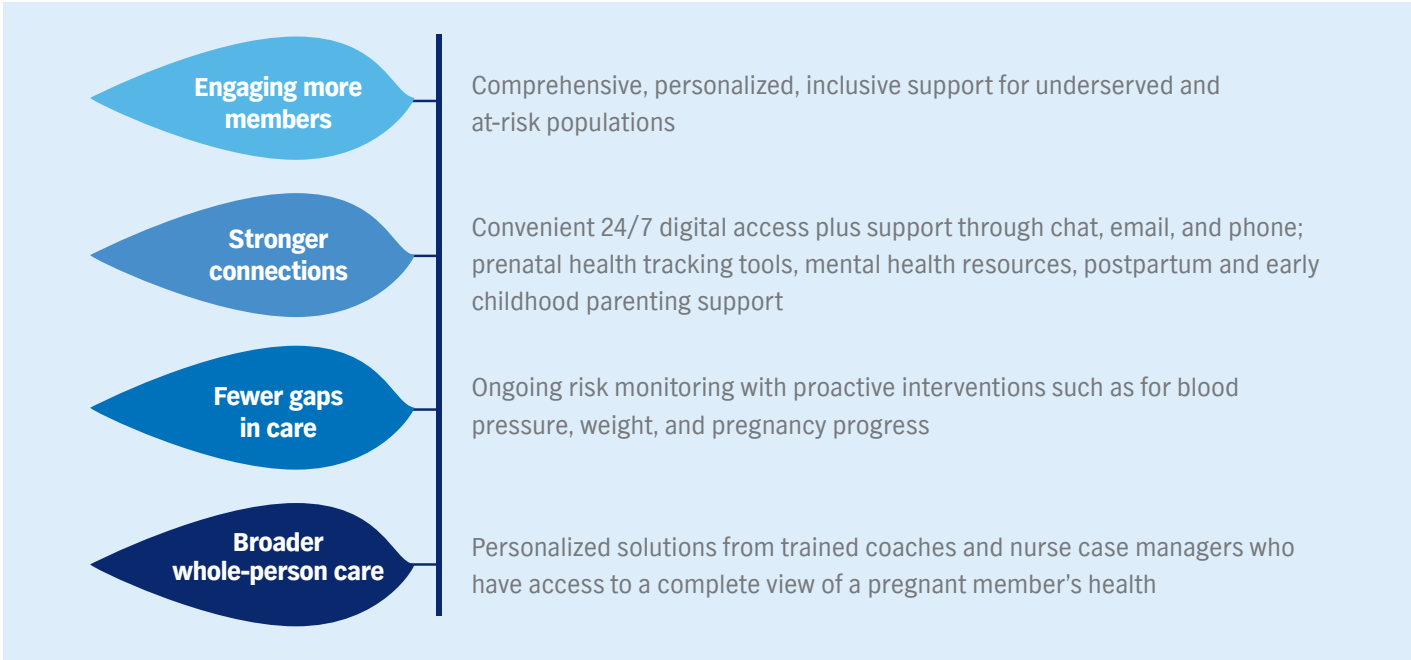 Engaging more
members
Comprehensive, personalized, inclusive support for underserved and
at-risk populations
Stronger
connections
Convenient 24/7 digital access plus support through chat, email, and phone;
prenatal health tracking tools, mental health resources, postpartum and early
childhood parenting support
Fewer gaps
in care
Ongoing risk monitoring with proactive interventions such as for blood
pressure, weight, and pregnancy progress
Broader
whole-person care
Personalized solutions from trained coaches and nurse case managers who
have access to a complete view of a pregnant member’s health